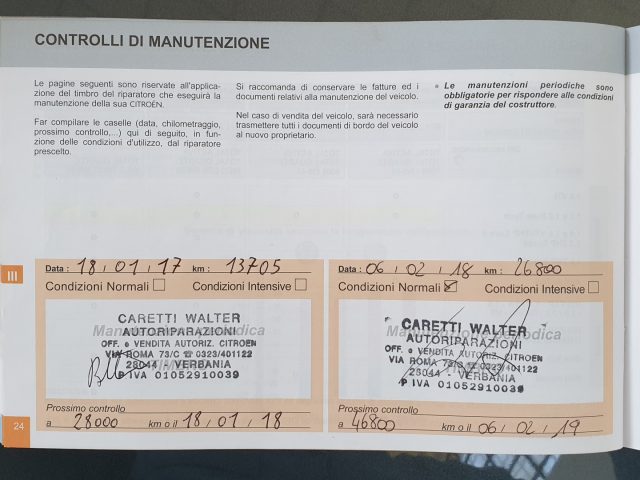 CONTROLLI DI MANUTENZIONE
Le pagine seguenti sono riservate all'applica-
zione del timbro del riparatore che eseguirà la
manutenzione della sua CITROËN.
Far compilare le caselle (data, chilometraggio,
prossimo controllo,...) qui di seguito, in fun-
zione delle condizioni d'utilizzo, dal riparatore
prescelto.
Si raccomanda di conservare le fatture ed i
documenti relativi alla manutenzione del veicolo.
Nel caso di vendita del veicolo, sarà necessario
trasmettere tutti i documenti di bordo del veicolo
al nuovo proprietario.
• Le manutenzioni periodiche sono
obbligatorie per rispondere alle condizioni
di garanzia del costruttore.
III
Data : 18 / 01 / 17 km : 13705
Condizioni Normali Condizioni Intensive
CARETTI WALTER
AUTORIPARAZIONI
OFF. e VENDITA AUTORIZ. CITROEN
VIA ROMA 73/C ☎ 0323/401122
28044 - VERBANIA
P IVA 01052910039
Prossimo controllo
a 28000 km o il 18 / 01 / 18
Data : 06 / 02 / 18 km : 26800
Condizioni Normali Condizioni Intensive
CARETTI WALTER
AUTORIPARAZIONI
OFF. e VENDITA AUTORIZ. CITROEN
VIA ROMA 73/C ☎ 0323/401122
28044 - VERBANIA
P IVA 01052910039
Prossimo controllo
a 46800 km o il 06 / 02 / 19
24